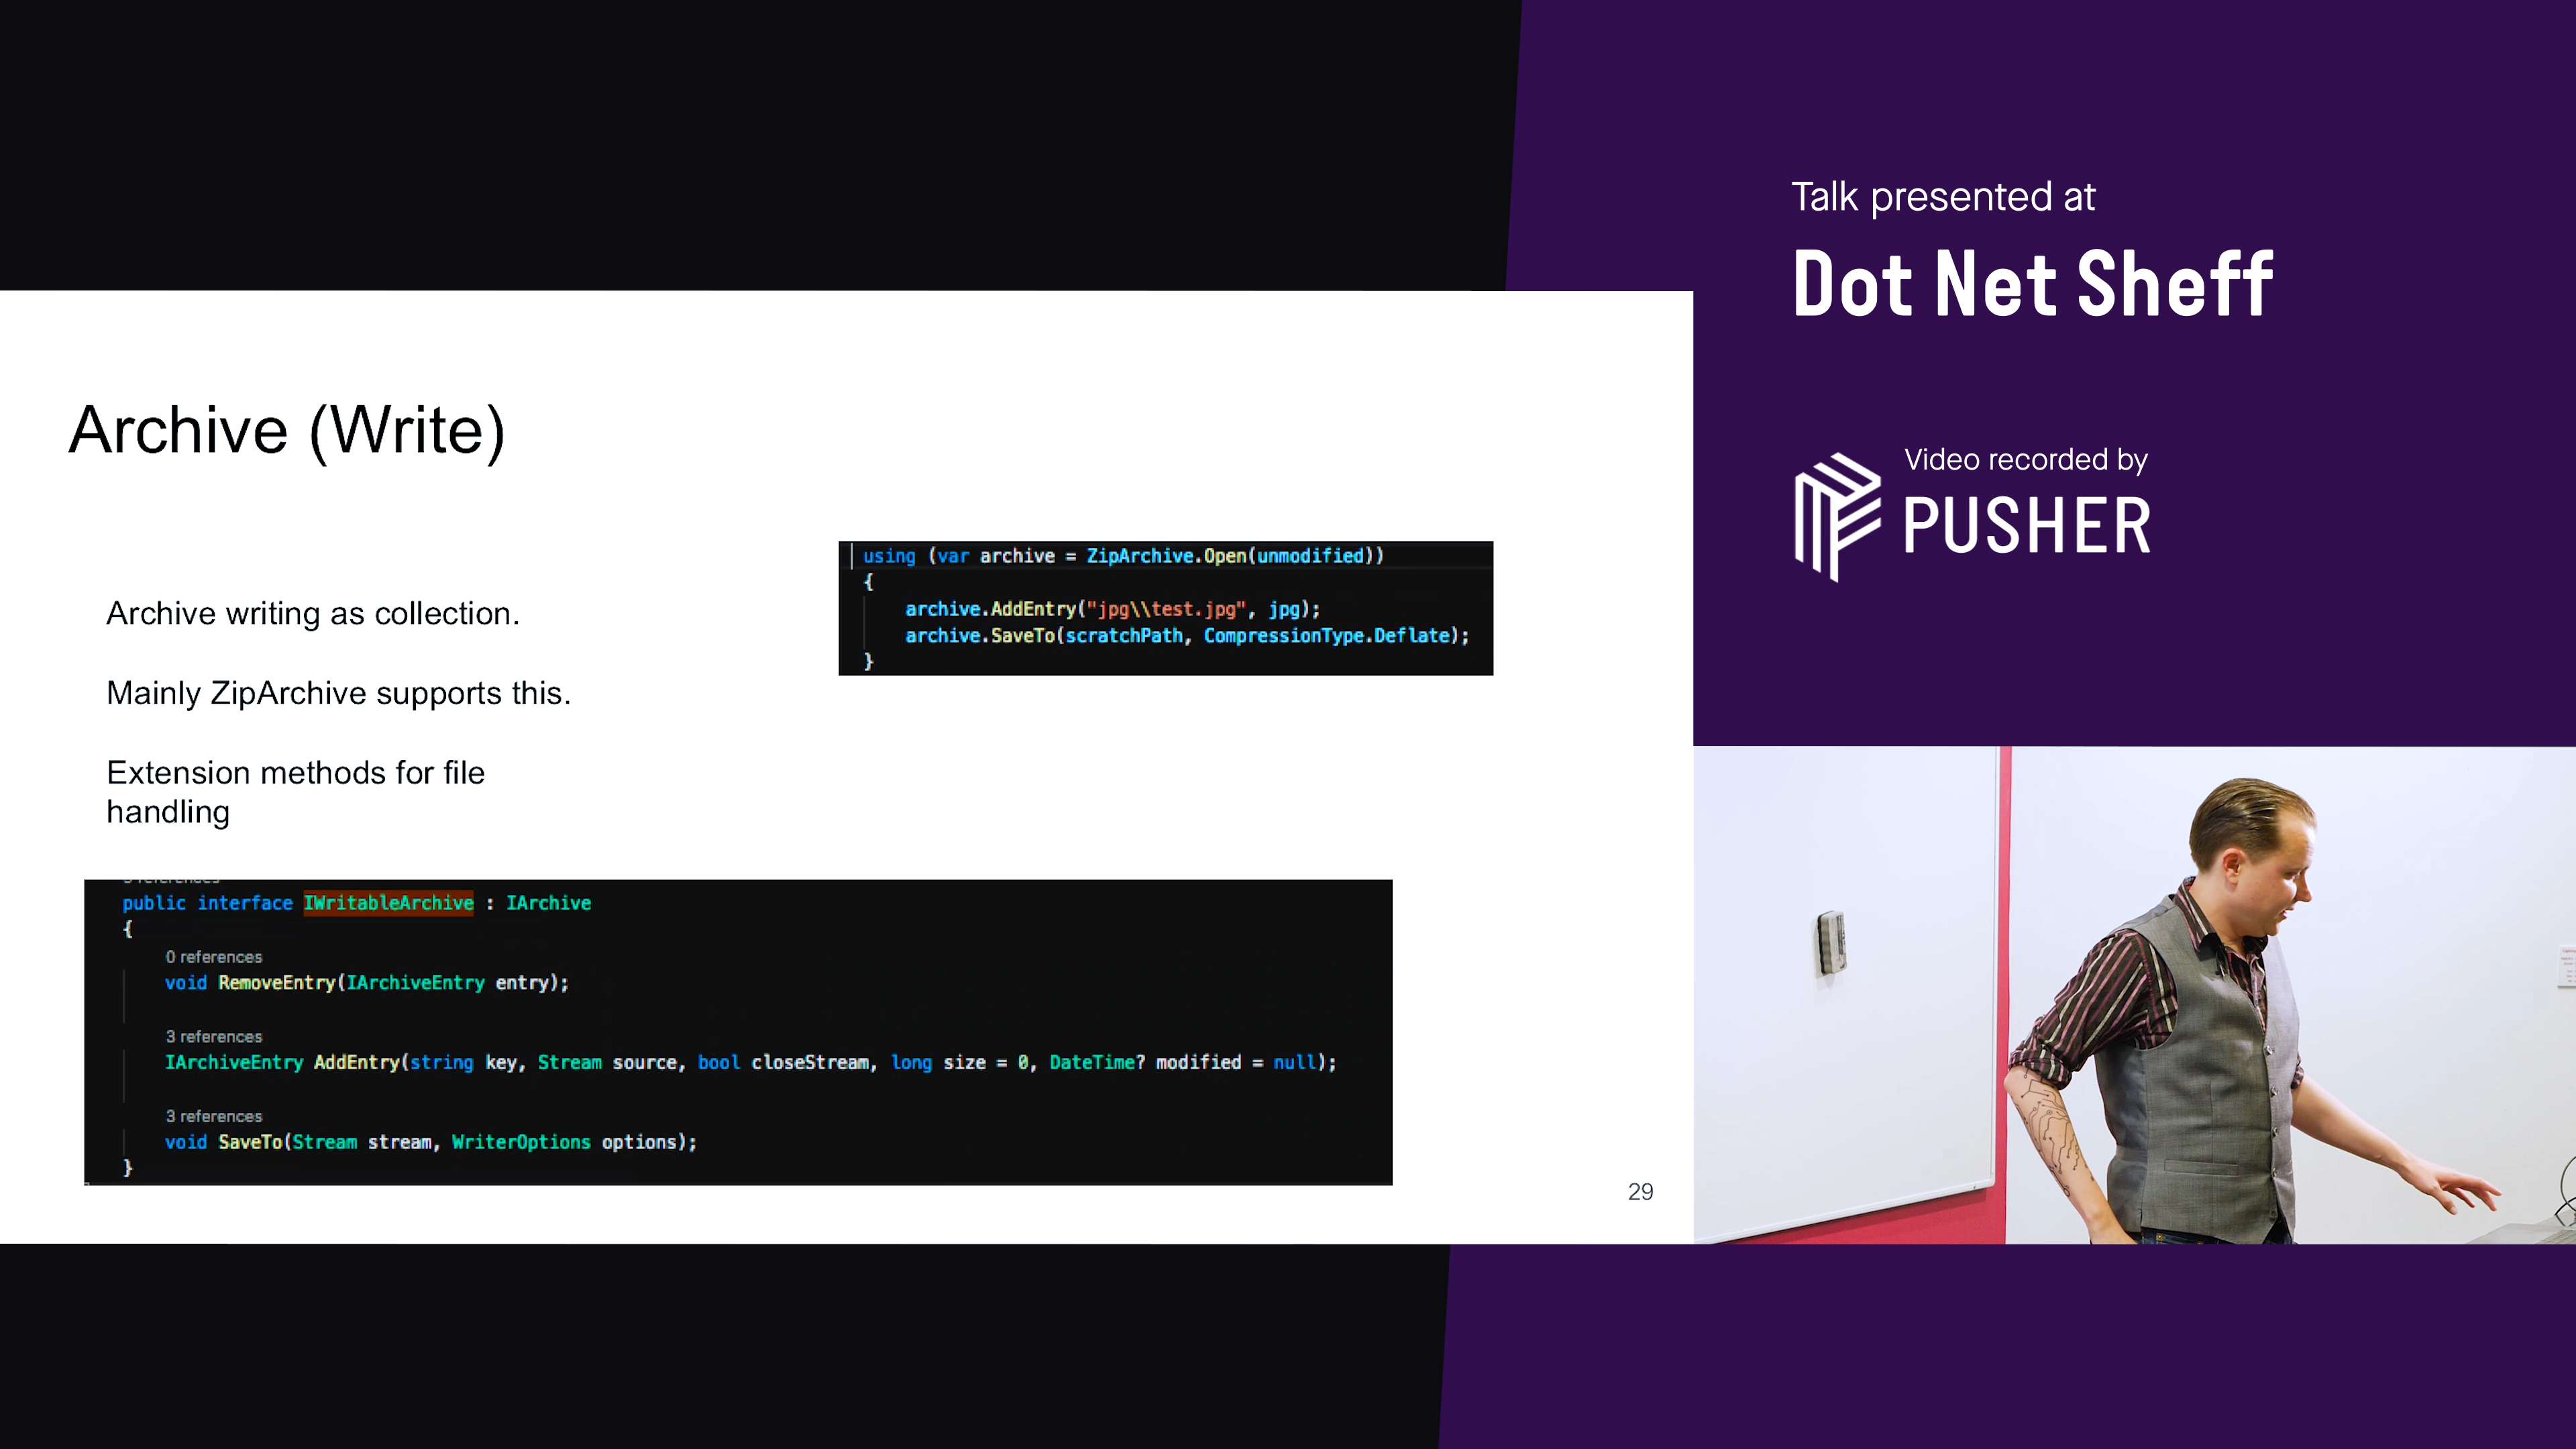 Talk presented at
Dot Net Sheff
Video recorded by
PUSHER
Archive (Write)
Archive writing as collection.
Mainly ZipArchive supports this.
Extension methods for file
handling
using (var archive = ZipArchive.Open(unmodified))
{
archive.AddEntry("jpg\\test.jpg", jpg);
archive.SaveTo(scratchPath, CompressionType.Deflate);
}
public interface IWritableArchive : IArchive
{
0 references
void RemoveEntry(IArchiveEntry entry);
3 references
IArchiveEntry AddEntry(string key, Stream source, bool closeStream, long size = 0, DateTime? modified = null);
3 references
void SaveTo(Stream stream, WriterOptions options);
}
29